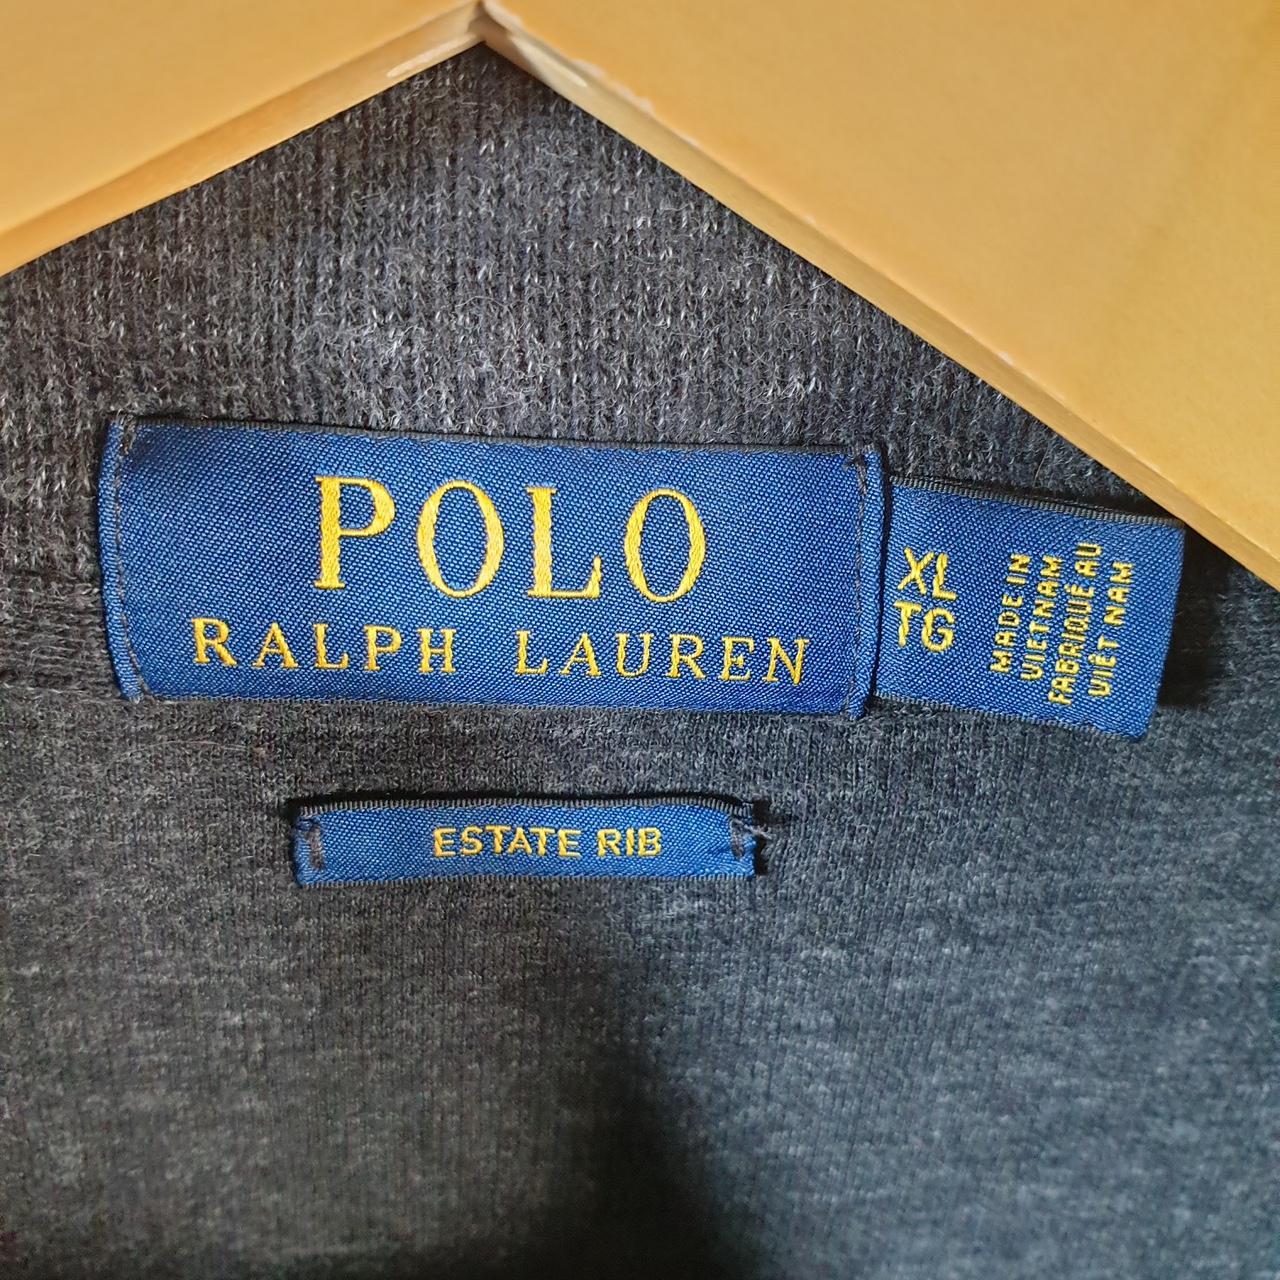 POLO
RALPH LAUREN
XL
TG
MADE IN
VIETNAM
FABRIQUÉ AU
VIÊT NAM
ESTATE RIB